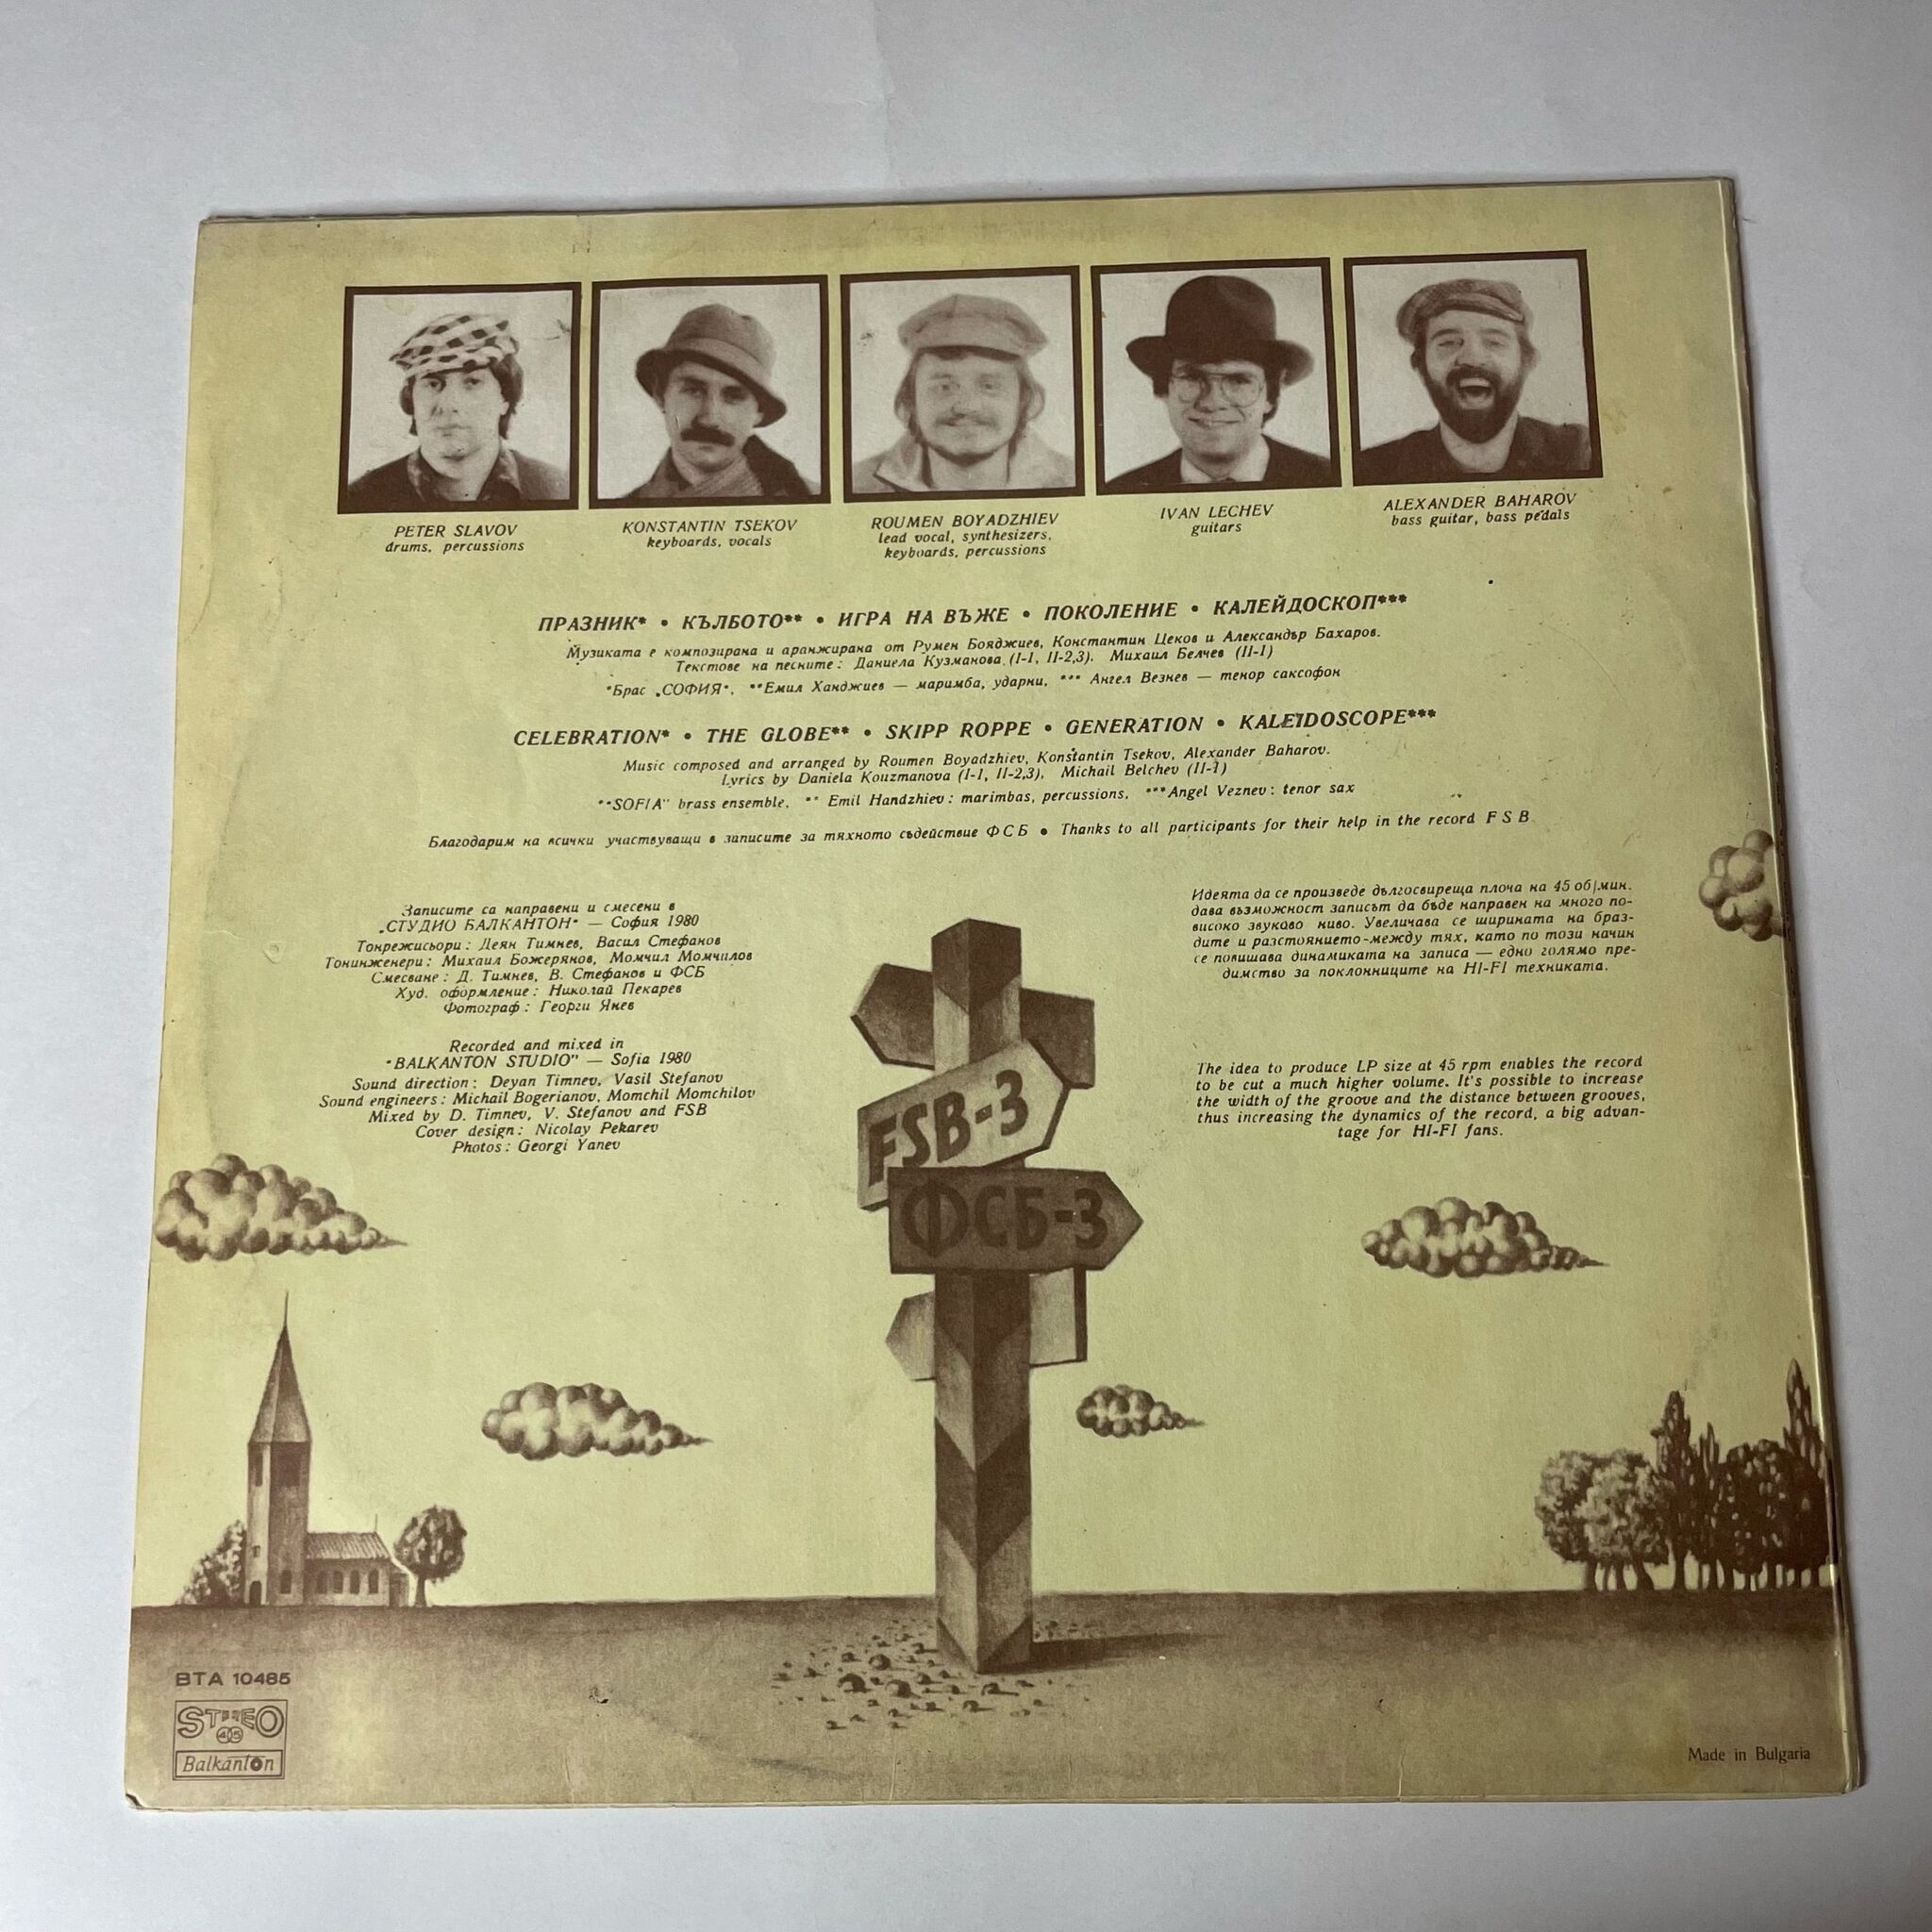 PETER SLAVOV
drums, percussions
KONSTANTIN TSEKOV
keyboards, vocals
ROUMEN BOYADZHIEV
lead vocal, synthesizers,
keyboards, percussions
IVAN LECHEV
guitars
ALEXANDER BAHAROV
bass guitar, bass pedals
ПРАЗНИК* • КЪЛБОТО** • ИГРА НА ВЪЖЕ • ПОКОЛЕНИЕ • КАЛЕЙДОСКОП***
Музиката е композирана и аранжирана от Румен Бояджиев, Константин Цеков и Александър Бахаров.
Текстове на песните: Даниела Кузманова (I-1, II-2,3). Михаил Белчев (II-1)
*Брас „СОФИЯ", **Емил Ханджиев — маримба, ударни, *** Ангел Везнев — тенор саксофон
CELEBRATION* • THE GLOBE** • SKIPP ROPPE • GENERATION • KALEIDOSCOPE***
Music composed and arranged by Roumen Boyadzhiev, Konstantin Tsekov, Alexander Baharov.
Lyrics by Daniela Kouzmanova (I-1, II-2,3), Michail Belchev (II-1)
*"SOFIA" brass ensemble, ** Emil Handzhiev: marimbas, percussions, ***Angel Veznev: tenor sax
Благодарим на всички участвуващи в записите за тяхното съдействие ФСБ • Thanks to all participants for their help in the record FSB
Записите са направени и смесени в
„СТУДИО БАЛКАНТОН" — София 1980
Тонрежисьори: Деян Тимнев, Васил Стефанов
Тонинженери: Михаил Божерянов, Момчил Момчилов
Смесване: Д. Тимнев, В. Стефанов и ФСБ
Худ. оформление: Николай Пекарев
Фотограф: Георги Янев
Recorded and mixed in
"BALKANTON STUDIO" — Sofia 1980
Sound direction: Deyan Timnev, Vasil Stefanov
Sound engineers: Michail Bogerianov, Momchil Momchilov
Mixed by D. Timnev, V. Stefanov and FSB
Cover design: Nicolay Pekarev
Photos: Georgi Yanev
Идеята да се произведе дългосвиреща плоча на 45 об/мин.
дава възможност записът да бъде направен на много по-
високо звуково ниво. Увеличава се ширината на браз-
дите и разстоянието между тях, като по този начин
се повишава динамиката на записа — едно голямо пре-
димство за поклонниците на HI-FI техниката.
The idea to produce LP size at 45 rpm enables the record
to be cut a much higher volume. It's possible to increase
the width of the groove and the distance between grooves,
thus increasing the dynamics of the record, a big advan-
tage for HI-FI fans.
FSB-3
ФСБ-3
BTA 10485
STEREO
45
Balkanton
Made in Bulgaria